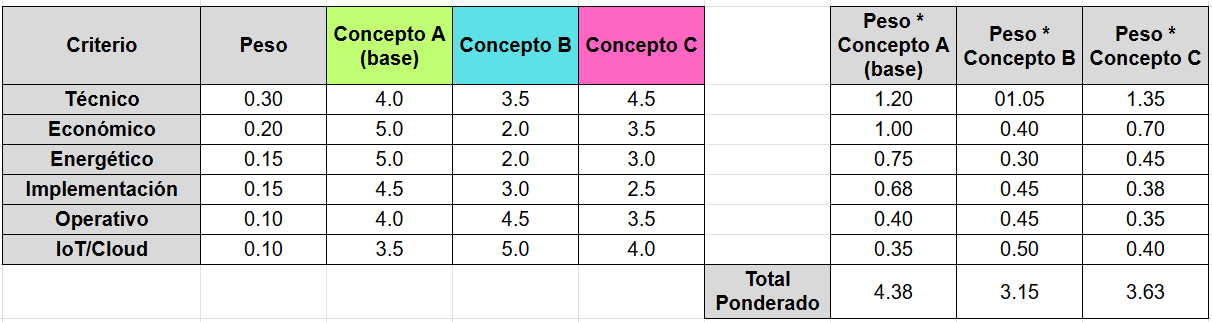 Criterio Peso Concepto A (base) Concepto B Concepto C Peso * Concepto A (base) Peso * Concepto B Peso * Concepto C
Técnico 0.30 4.0 3.5 4.5 1.20 01.05 1.35
Económico 0.20 5.0 2.0 3.5 1.00 0.40 0.70
Energético 0.15 5.0 2.0 3.0 0.75 0.30 0.45
Implementación 0.15 4.5 3.0 2.5 0.68 0.45 0.38
Operativo 0.10 4.0 4.5 3.5 0.40 0.45 0.35
IoT/Cloud 0.10 3.5 5.0 4.0 0.35 0.50 0.40
Total Ponderado 4.38 3.15 3.63